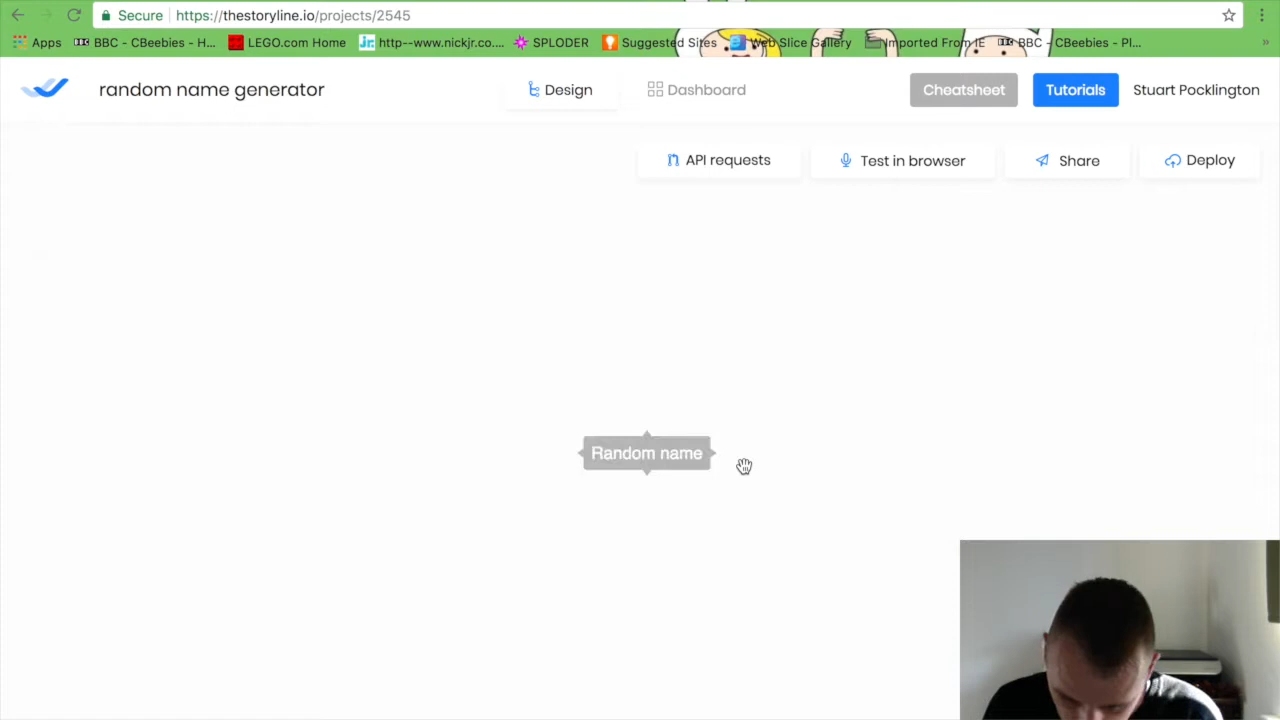 Secure https://thestoryline.io/projects/2545
Apps BBC - CBeebies - H... LEGO.com Home http--www.nickjr.co.... SPLODER Suggested Sites Web Slice Gallery Imported From IE BBC - CBeebies - Pl... »
random name generator Design Dashboard Cheatsheet Tutorials Stuart Pocklington
API requests Test in browser Share Deploy
Random name